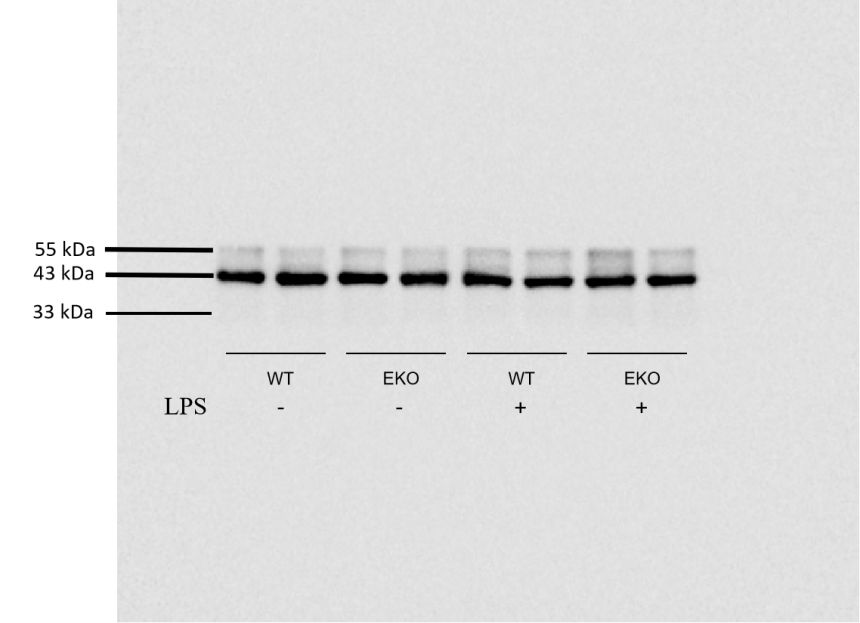 55 kDa
43 kDa
33 kDa
WT EKO WT EKO
LPS - - + +